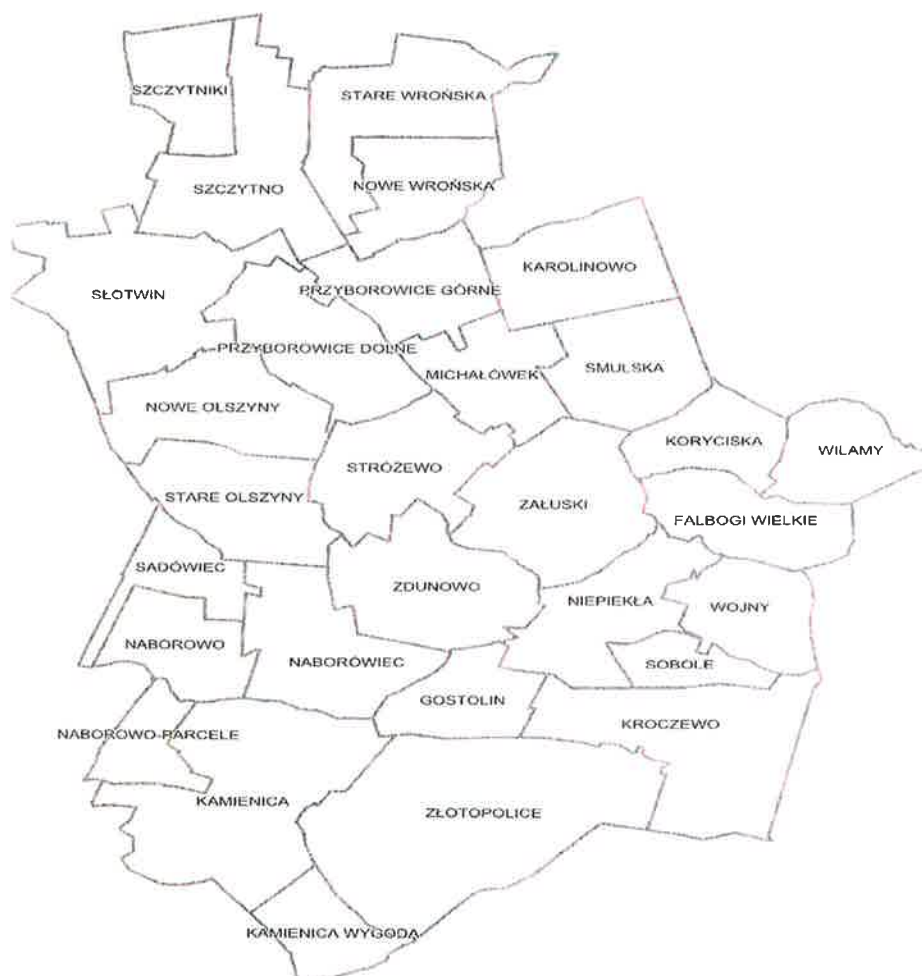 SZCZYTNIKI
STARE WROŃSKA
SZCZYTNO
NOWE WROŃSKA
KAROLINOWO
SŁOTWIN
PRZYBOROWICE GÓRNE
PRZYBOROWICE DOLNE
MICHAŁÓWEK
SMULSKA
NOWE OLSZYNY
KORYCISKA
WILAMY
STRÓŻEWO
STARE OLSZYNY
ZAŁUSKI
FALBOGI WIELKIE
SADÓWIEC
ZDUNOWO
NIEPIEKŁA
WOJNY
NABOROWO
NABORÓWIEC
SOBOLE
GOSTOLIN
KROCZEWO
NABOROWO-PARCELE
KAMIENICA
ZŁOTOPOLICE
KAMIENICA WYGODA